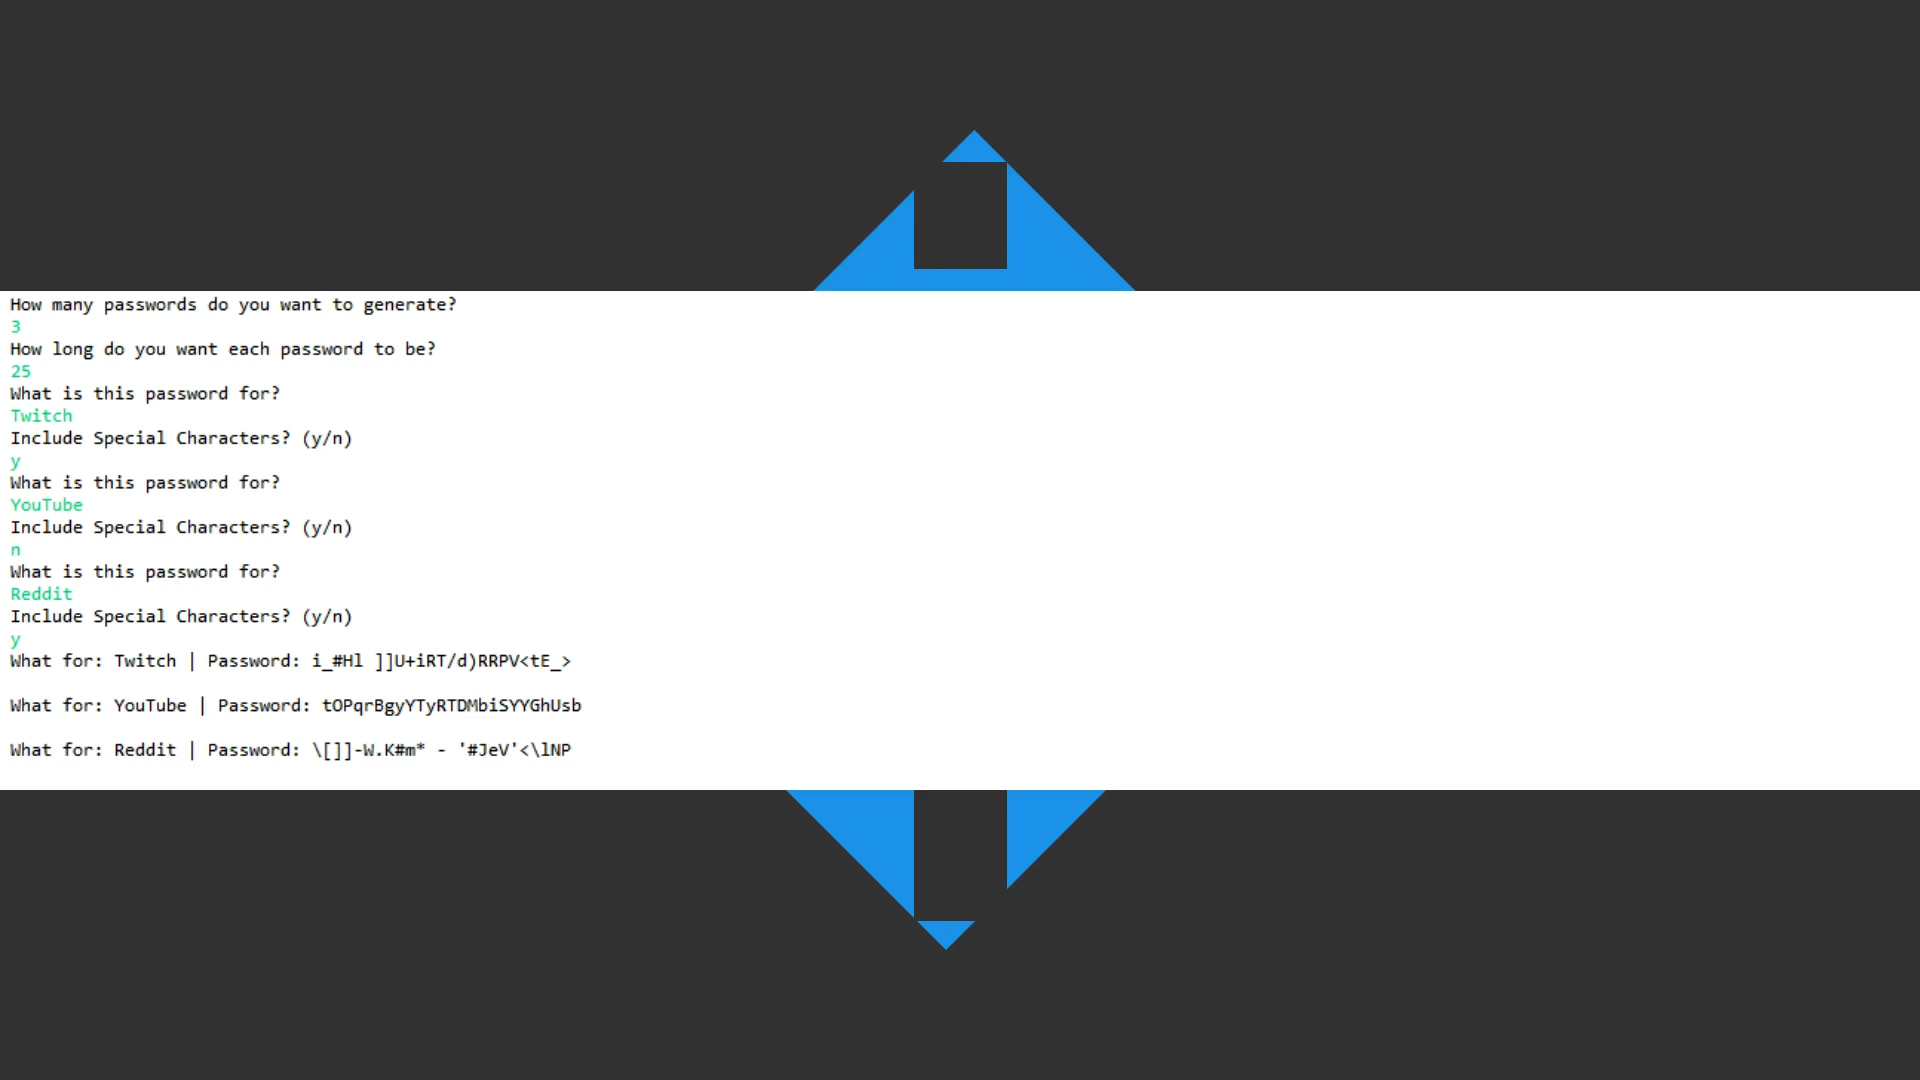 How many passwords do you want to generate?
3
How long do you want each password to be?
25
What is this password for?
Twitch
Include Special Characters? (y/n)
y
What is this password for?
YouTube
Include Special Characters? (y/n)
n
What is this password for?
Reddit
Include Special Characters? (y/n)
y
What for: Twitch | Password: i_#Hl ]]U+iRT/d)RRPV<tE_>
What for: YouTube | Password: tOPqrBgyYTyRTDMbiSYYGhUsb
What for: Reddit | Password: \[]]-W.K#m* - '#JeV'<\lNP